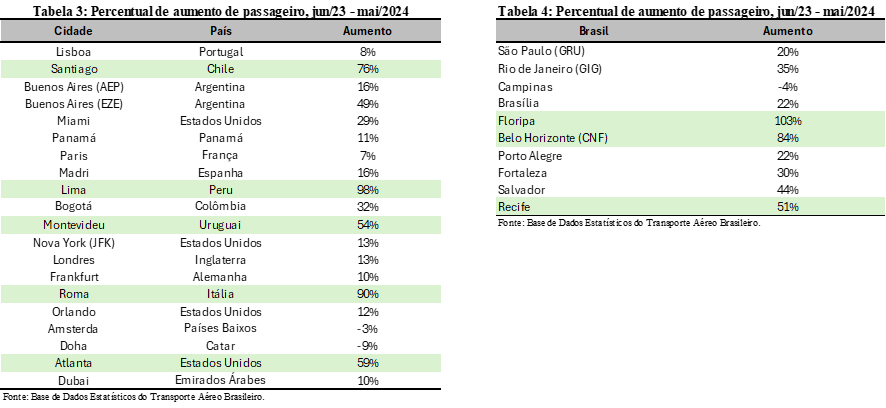 Tabela 3: Percentual de aumento de passageiro, jun/23 - mai/2024
Cidade País Aumento
Lisboa Portugal 8%
Santiago Chile 76%
Buenos Aires (AEP) Argentina 16%
Buenos Aires (EZE) Argentina 49%
Miami Estados Unidos 29%
Panamá Panamá 11%
Paris França 7%
Madri Espanha 16%
Lima Peru 98%
Bogotá Colômbia 32%
Montevideu Uruguai 54%
Nova York (JFK) Estados Unidos 13%
Londres Inglaterra 13%
Frankfurt Alemanha 10%
Roma Itália 90%
Orlando Estados Unidos 12%
Amsterda Países Baixos -3%
Doha Catar -9%
Atlanta Estados Unidos 59%
Dubai Emirados Árabes 10%
Fonte: Base de Dados Estatísticos do Transporte Aéreo Brasileiro.
Tabela 4: Percentual de aumento de passageiro, jun/23 - mai/2024
Brasil Aumento
São Paulo (GRU) 20%
Rio de Janeiro (GIG) 35%
Campinas -4%
Brasília 22%
Floripa 103%
Belo Horizonte (CNF) 84%
Porto Alegre 22%
Fortaleza 30%
Salvador 44%
Recife 51%
Fonte: Base de Dados Estatísticos do Transporte Aéreo Brasileiro.